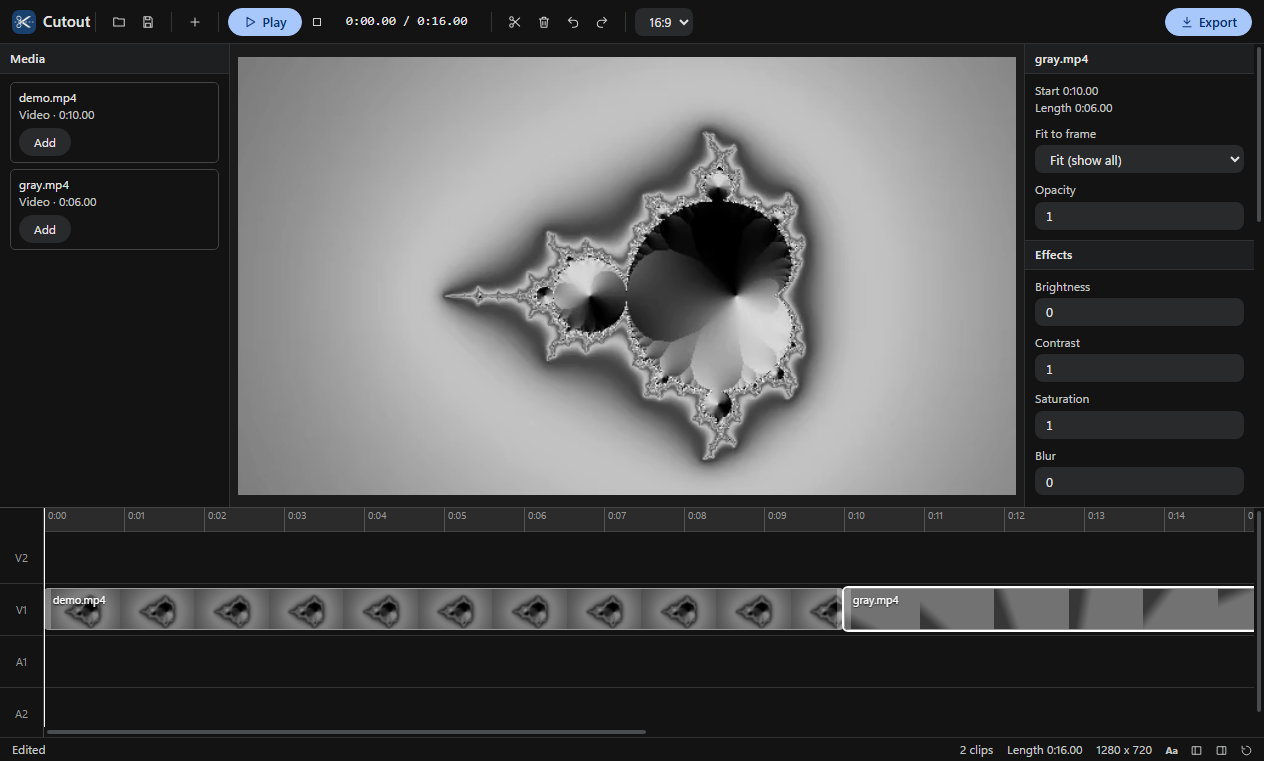 Cutout
Play
0:00.00 / 0:16.00
16:9
Export
Media
demo.mp4
Video · 0:10.00
Add
gray.mp4
Video · 0:06.00
Add
gray.mp4
Start 0:10.00
Length 0:06.00
Fit to frame
Fit (show all)
Opacity
1
Effects
Brightness
0
Contrast
1
Saturation
1
Blur
0
0:00 0:01 0:02 0:03 0:04 0:05 0:06 0:07 0:08 0:09 0:10 0:11 0:12 0:13 0:14
V2
V1 demo.mp4 gray.mp4
A1
A2
Edited 2 clips Length 0:16.00 1280 x 720 Aa